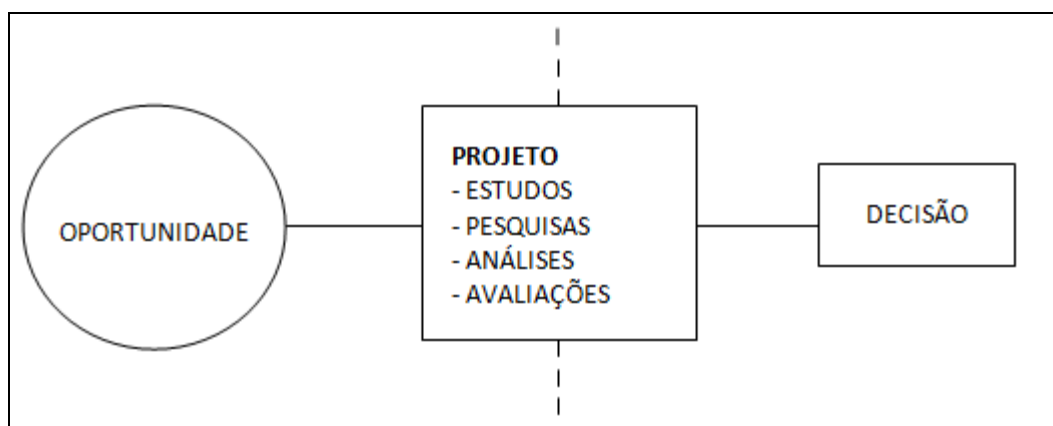 OPORTUNIDADE
PROJETO
- ESTUDOS
- PESQUISAS
- ANÁLISES
- AVALIAÇÕES
DECISÃO